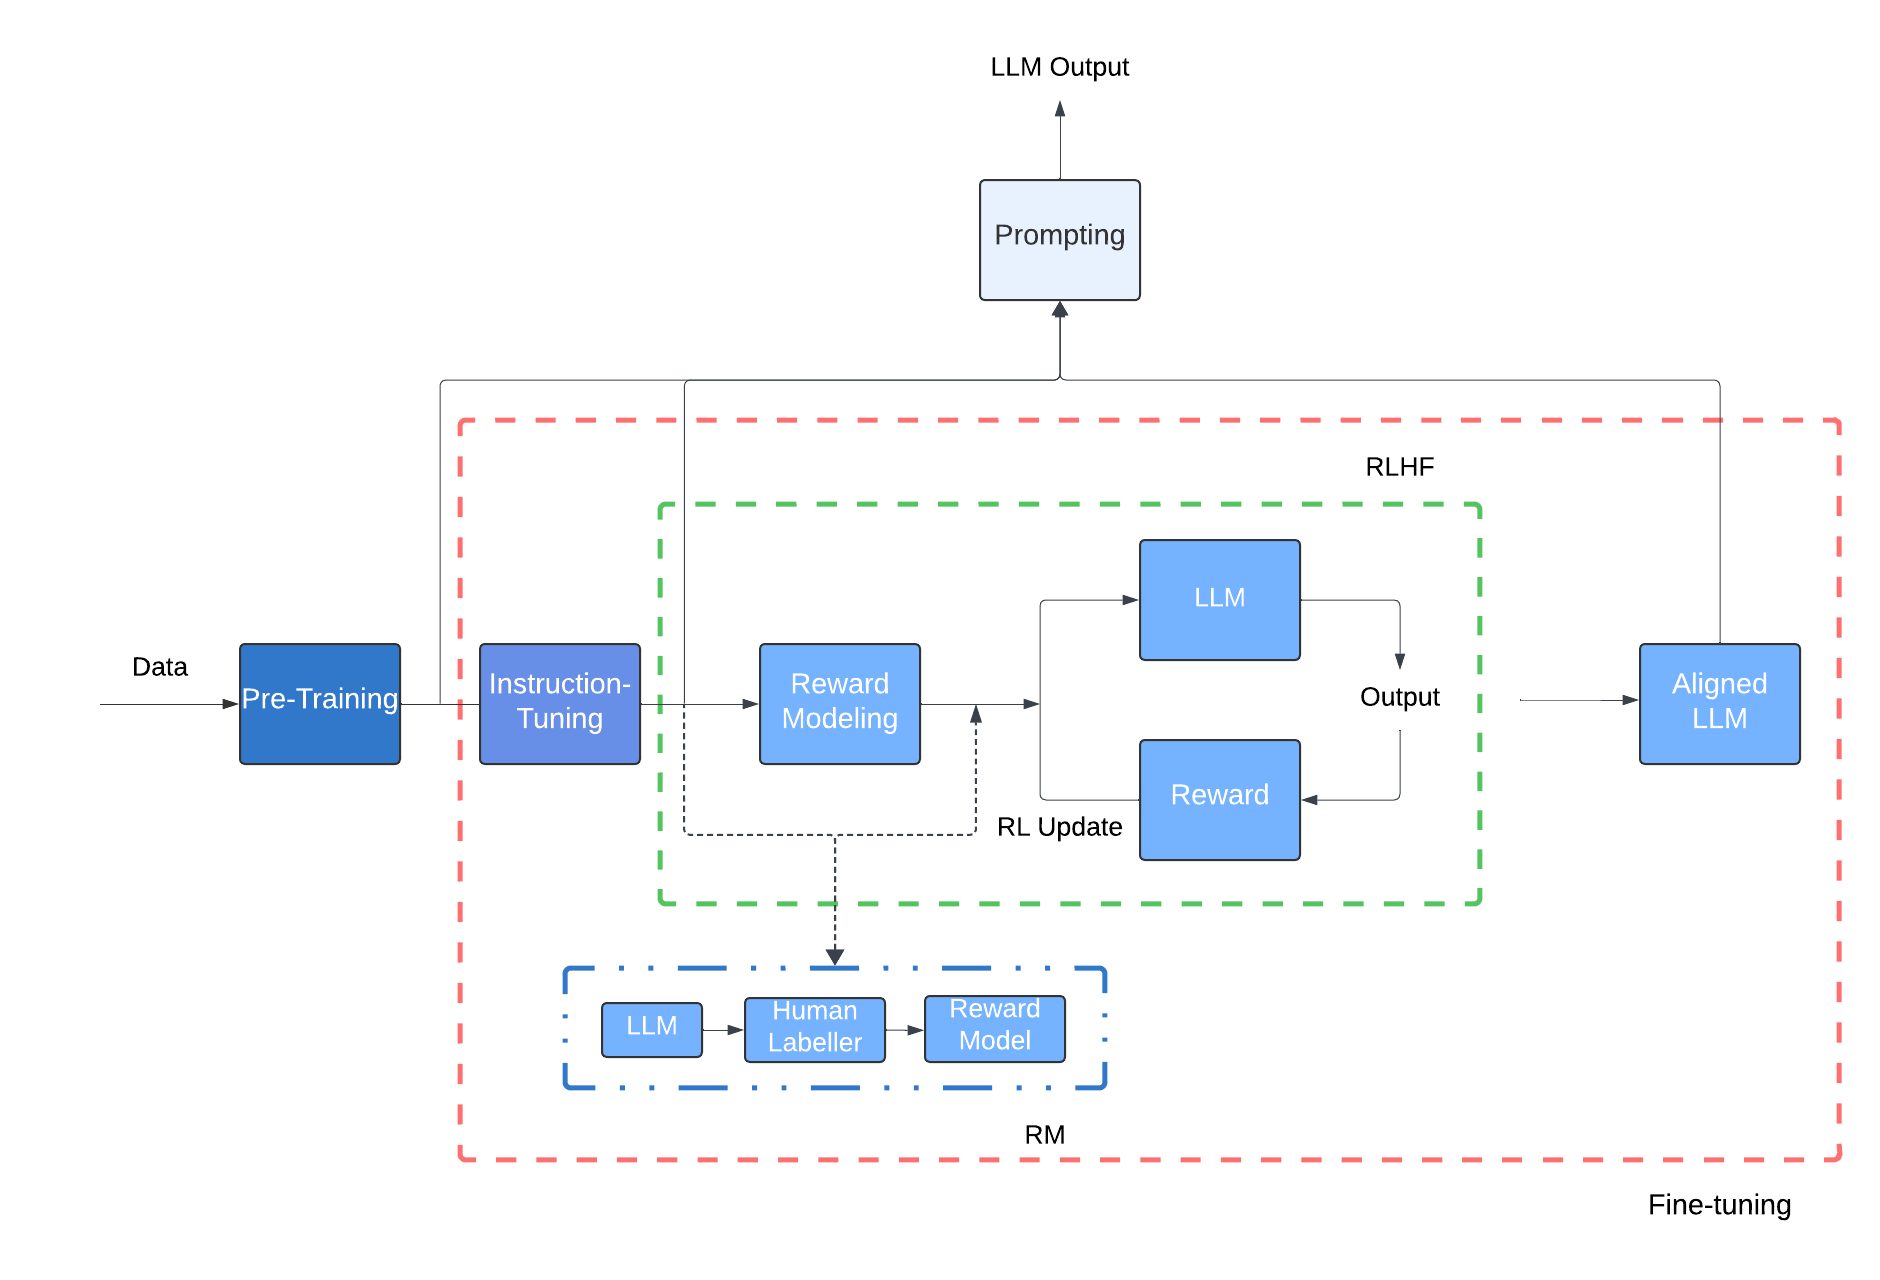 LLM Output
Prompting
RLHF
LLM
Data
Pre-Training
Instruction-
Tuning
Reward
Modeling
Output
Aligned
LLM
Reward
RL Update
LLM
Human
Labeller
Reward
Model
RM
Fine-tuning